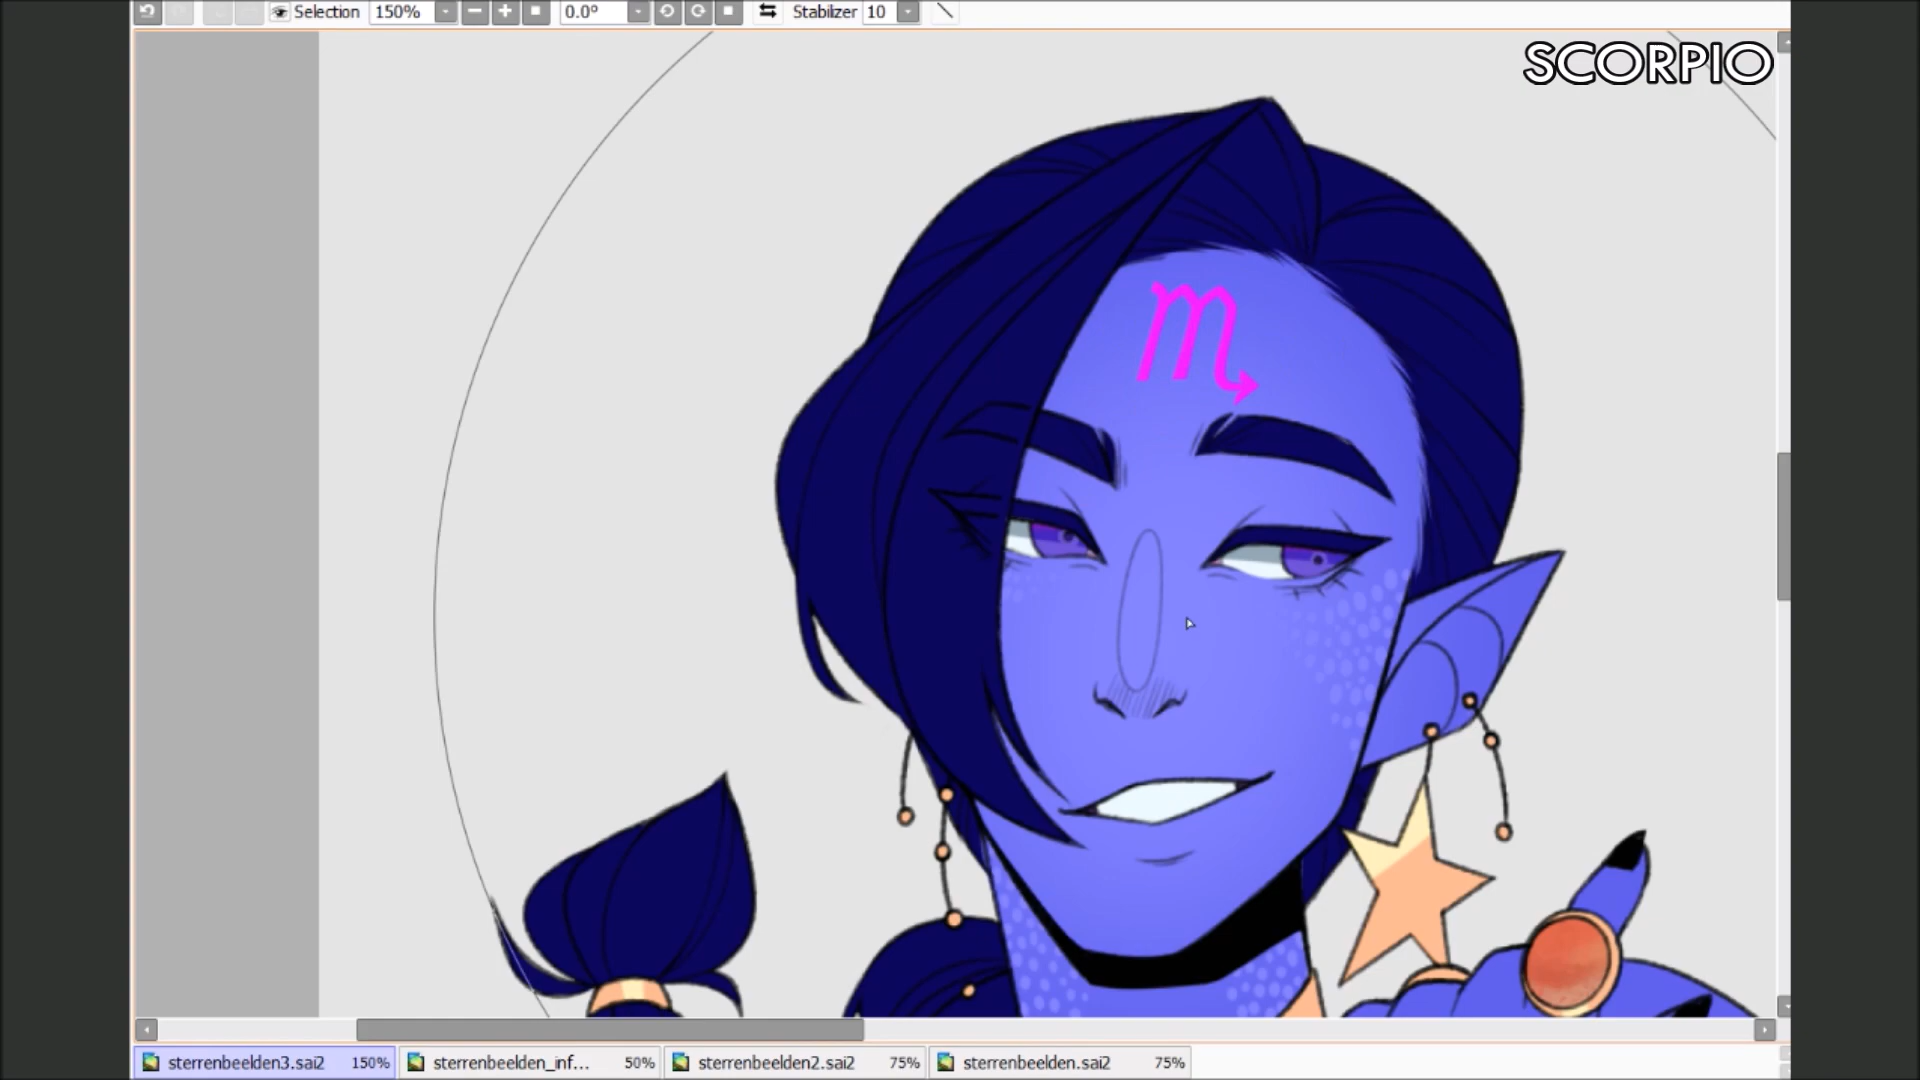 Selection 150% 0.0° Stabilizer 10
SCORPIO
sterrenbeelden3.sai2 150% sterrenbeelden_inf... 50% sterrenbeelden2.sai2 75% sterrenbeelden.sai2 75%